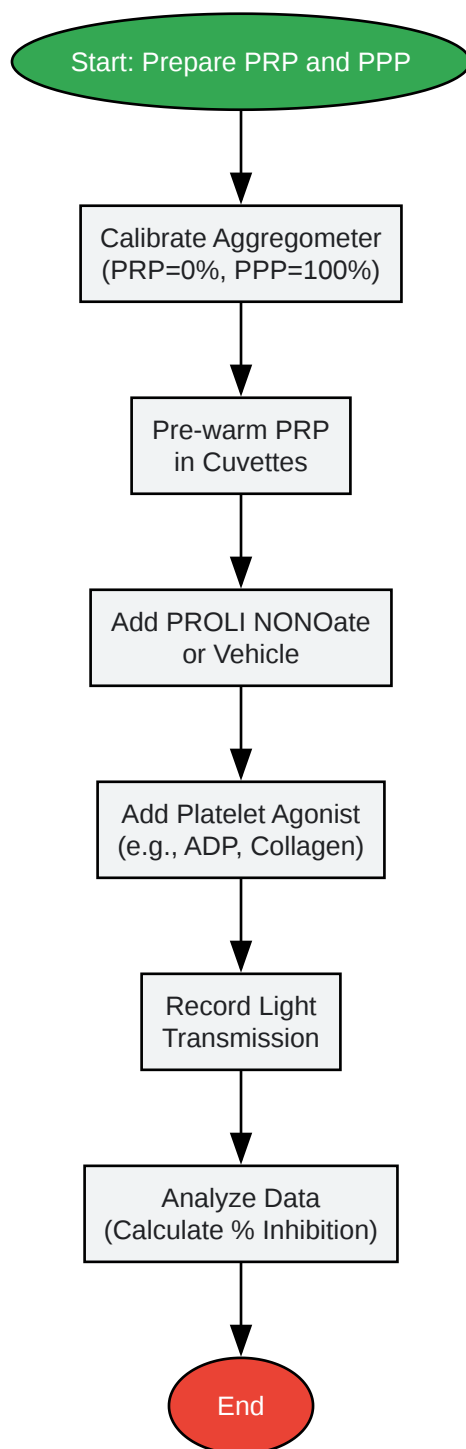 Start: Prepare PRP and PPP
Calibrate Aggregometer
(PRP=0%, PPP=100%)
Pre-warm PRP
in Cuvettes
Add PROLI NONOate
or Vehicle
Add Platelet Agonist
(e.g., ADP, Collagen)
Record Light
Transmission
Analyze Data
(Calculate % Inhibition)
End